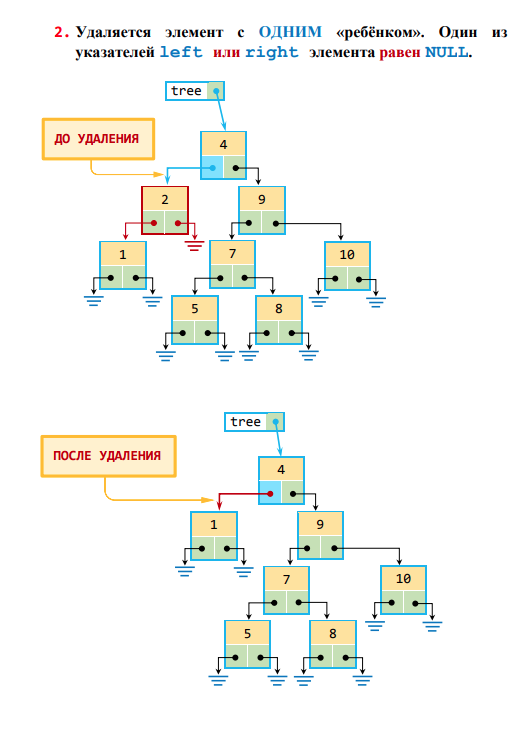 2. Удаляется элемент с ОДНИМ «ребёнком». Один из
указателей left или right элемента равен NULL.
tree
ДО УДАЛЕНИЯ
4
2
9
1
7
10
5
8
tree
ПОСЛЕ УДАЛЕНИЯ
4
1
9
7
10
5
8